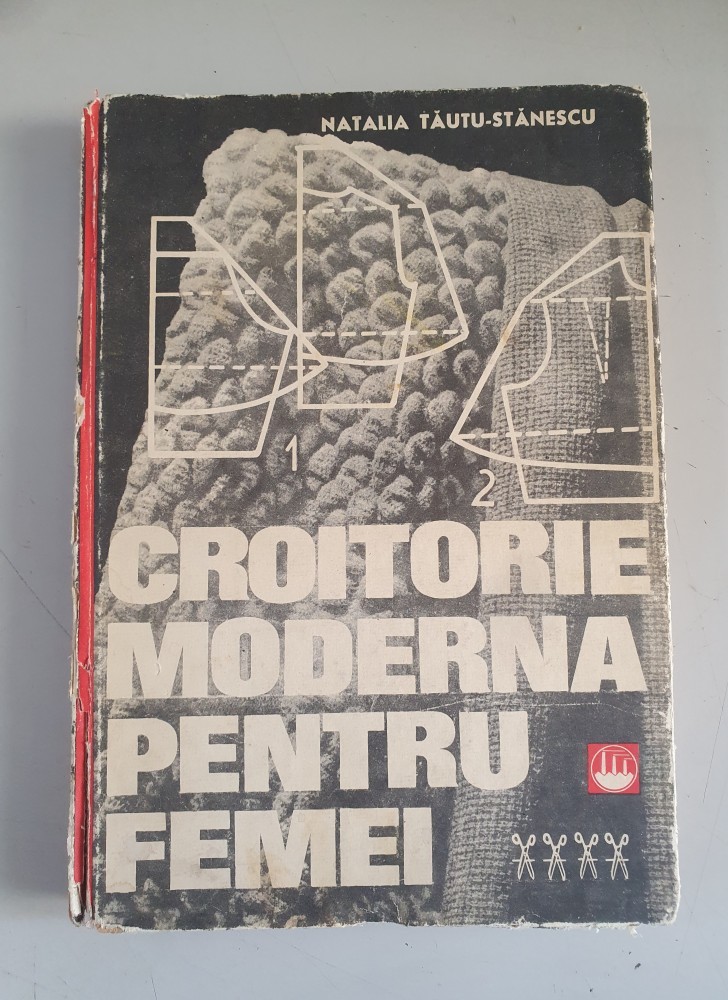 NATALIA TĂUTU-STĂNESCU
1
2
CROITORIE
MODERNA
PENTRU
FEMEI